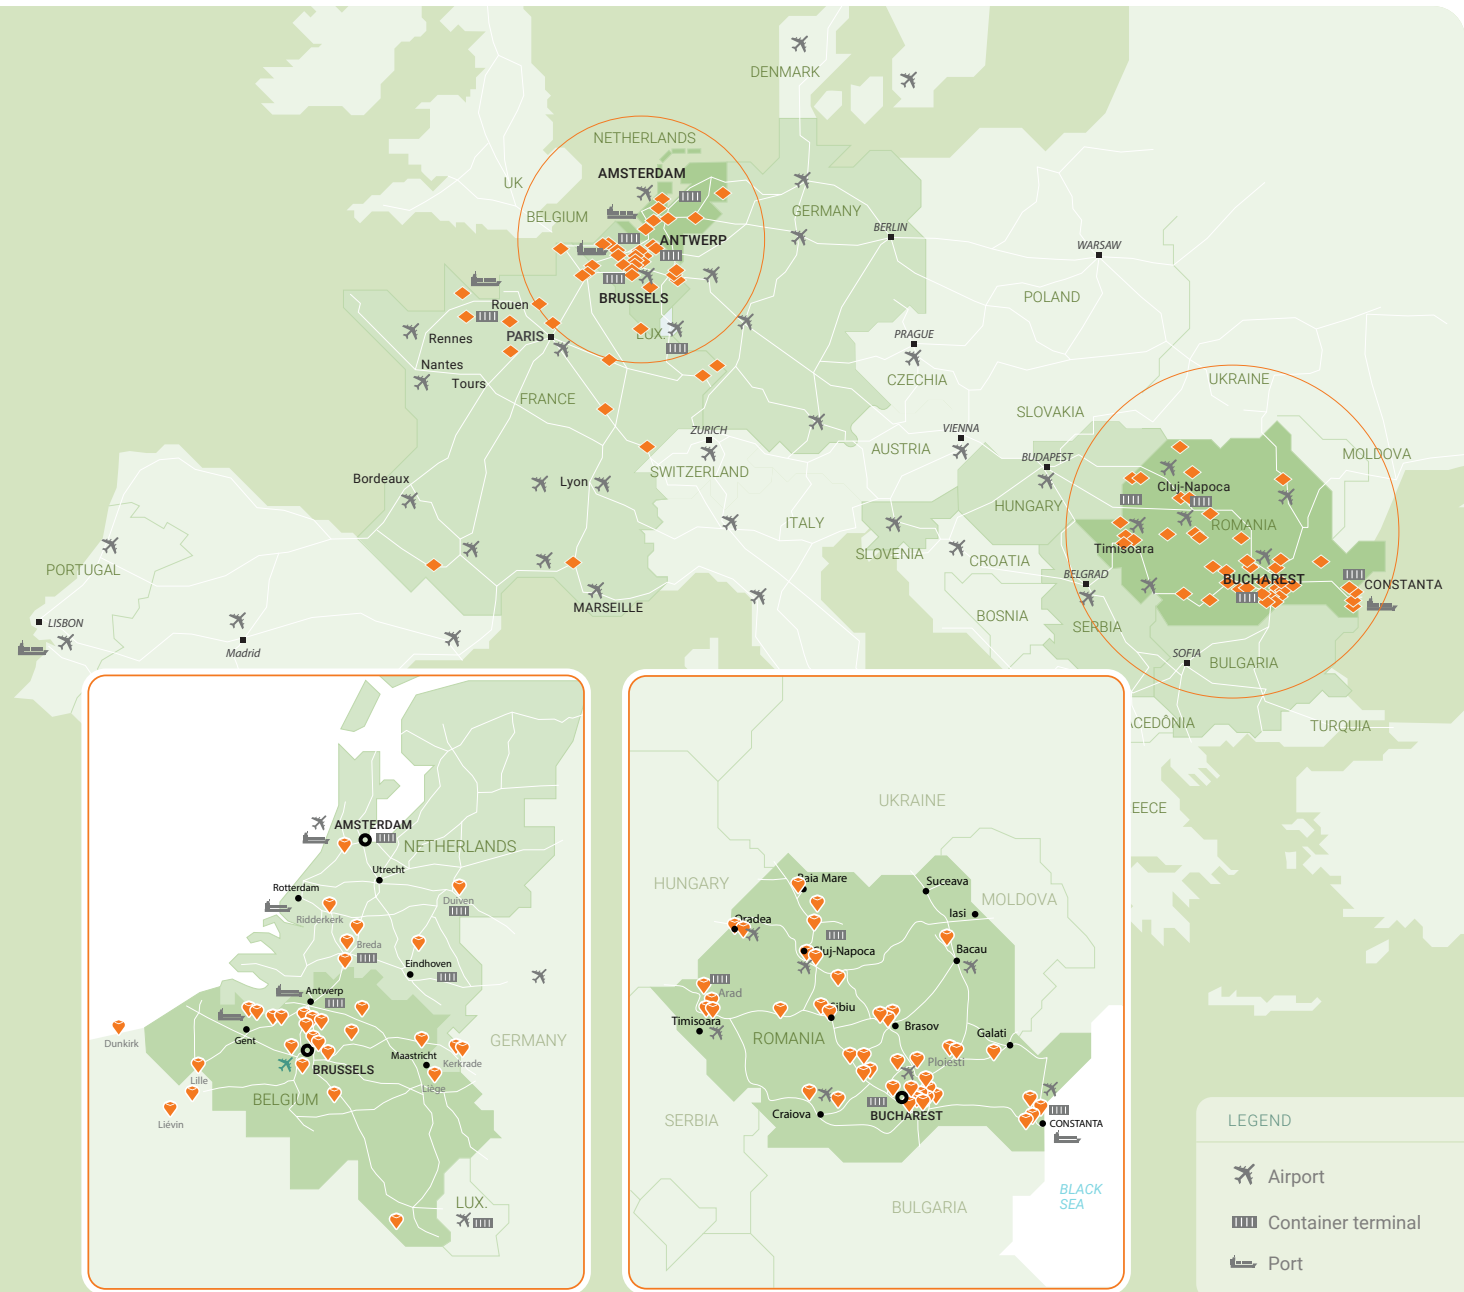 DENMARK
NETHERLANDS
AMSTERDAM
UK
BELGIUM
GERMANY
BERLIN
ANTWERP
WARSAW
POLAND
BRUSSELS
Rouen
PARIS
LUX.
Rennes
PRAGUE
Nantes
Tours
CZECHIA
UKRAINE
FRANCE
SLOVAKIA
ZURICH
VIENNA
AUSTRIA
MOLDOVA
BUDAPEST
SWITZERLAND
Bordeaux
Lyon
Cluj-Napoca
HUNGARY
ITALY
ROMANIA
SLOVENIA
CROATIA
Timisoara
PORTUGAL
BELGRAD
BUCHAREST
CONSTANTA
MARSEILLE
BOSNIA
LISBON
SERBIA
Madrid
SOFIA
BULGARIA
ACEDÔNIA
TURQUIA
EECE
AMSTERDAM
NETHERLANDS
Utrecht
Rotterdam
Duiven
Ridderkerk
Breda
Eindhoven
Antwerp
Dunkirk
Gent
GERMANY
Maastricht
Kerkrade
BRUSSELS
Lille
Liége
BELGIUM
Liévin
LUX.
UKRAINE
HUNGARY
Baia Mare
Suceava
MOLDOVA
Iasi
Oradea
Cluj-Napoca
Bacau
Arad
Sibiu
Timisoara
Brasov
Galati
ROMANIA
Ploiesti
Craiova
BUCHAREST
SERBIA
CONSTANTA
BLACK
SEA
BULGARIA
LEGEND
Airport
Container terminal
Port